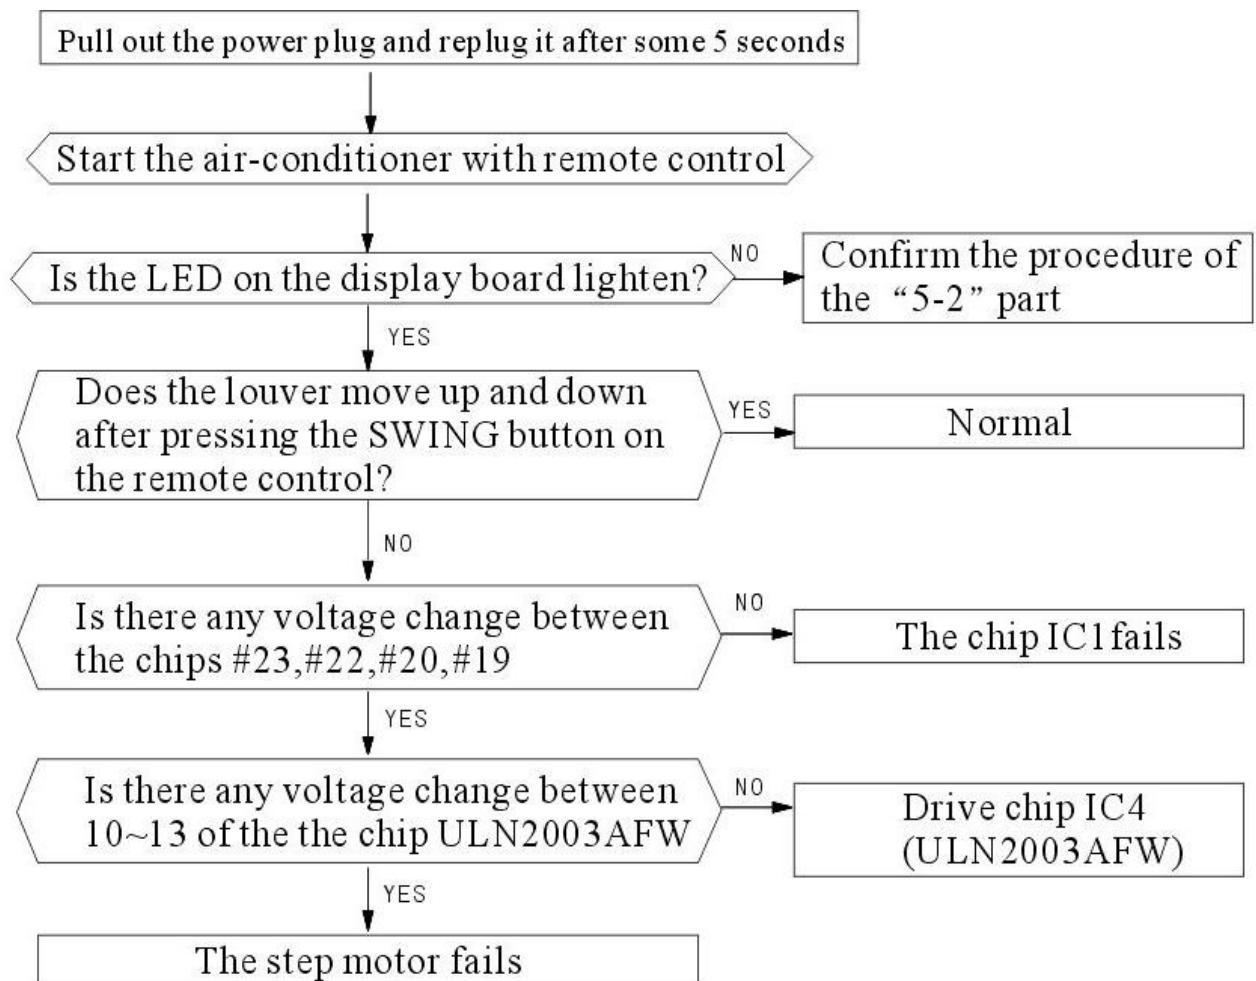 Pull out the power plug and replug it after some 5 seconds
Start the air-conditioner with remote control
Is the LED on the display board lighten?
NO
Confirm the procedure of
the “5-2” part
YES
Does the louver move up and down
after pressing the SWING button on
the remote control?
YES
Normal
NO
Is there any voltage change between
the chips #23,#22,#20,#19
NO
The chip IC1fails
YES
Is there any voltage change between
10~13 of the the chip ULN2003AFW
NO
Drive chip IC4
(ULN2003AFW)
YES
The step motor fails